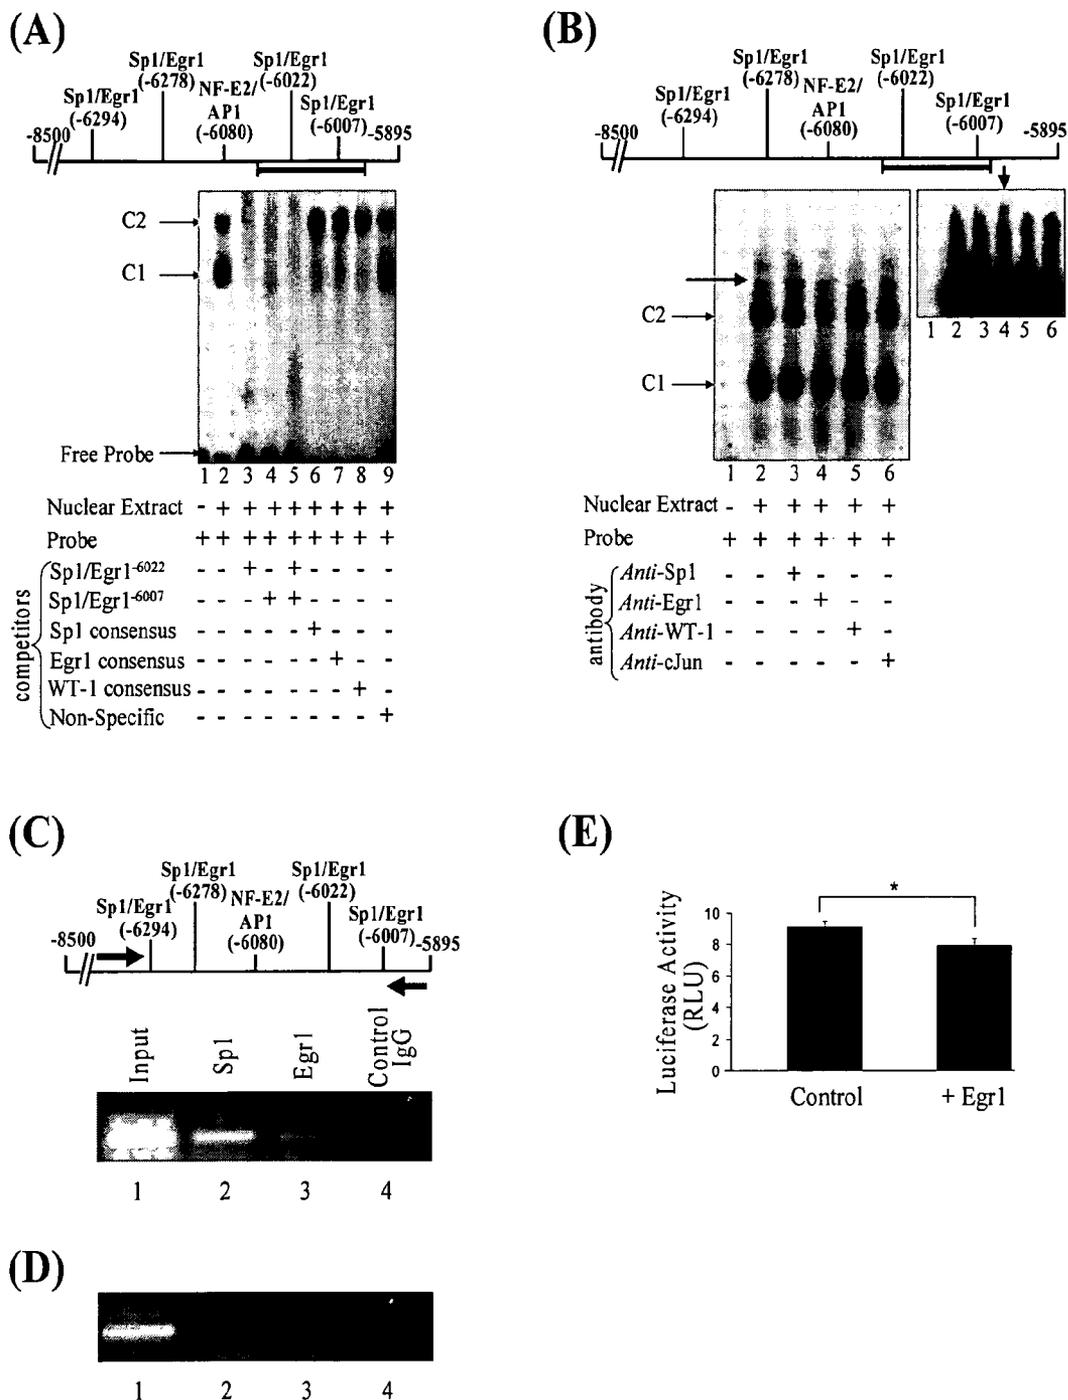 (A)
Sp1/Egr1
(-6278)
NF-E2/
AP1
(-6080)
Sp1/Egr1
(-6022)
Sp1/Egr1
(-6294)
Sp1/Egr1
(-6007)
-8500
-5895
C2
C1
Free Probe
1 2 3 4 5 6 7 8 9
Nuclear Extract - + + + + + + + +
Probe + + + + + + + + +
competitors
Sp1/Egr1-6022 - - + - + - - - -
Sp1/Egr1-6007 - - - + + - - - -
Sp1 consensus - - - - - + - - -
Egr1 consensus - - - - - - + - -
WT-1 consensus - - - - - - - + -
Non-Specific - - - - - - - - +
(B)
Sp1/Egr1
(-6278)
NF-E2/
AP1
(-6080)
Sp1/Egr1
(-6022)
Sp1/Egr1
(-6294)
Sp1/Egr1
(-6007)
-8500
-5895
C2
C1
1 2 3 4 5 6
1 2 3 4 5 6
Nuclear Extract - + + + + +
Probe + + + + + +
antibody
Anti-Sp1 - - + - - -
Anti-Egr1 - - - + - -
Anti-WT-1 - - - - + -
Anti-cJun - - - - - +
(C)
Sp1/Egr1
(-6278)
NF-E2/
AP1
(-6080)
Sp1/Egr1
(-6022)
Sp1/Egr1
(-6294)
Sp1/Egr1
(-6007)
-8500
-5895
Input
Sp1
Egr1
Control
IgG
1 2 3 4
(D)
1 2 3 4
(E)
Luciferase Activity
(RLU)
10
8
6
4
2
0
*
Control
+ Egr1